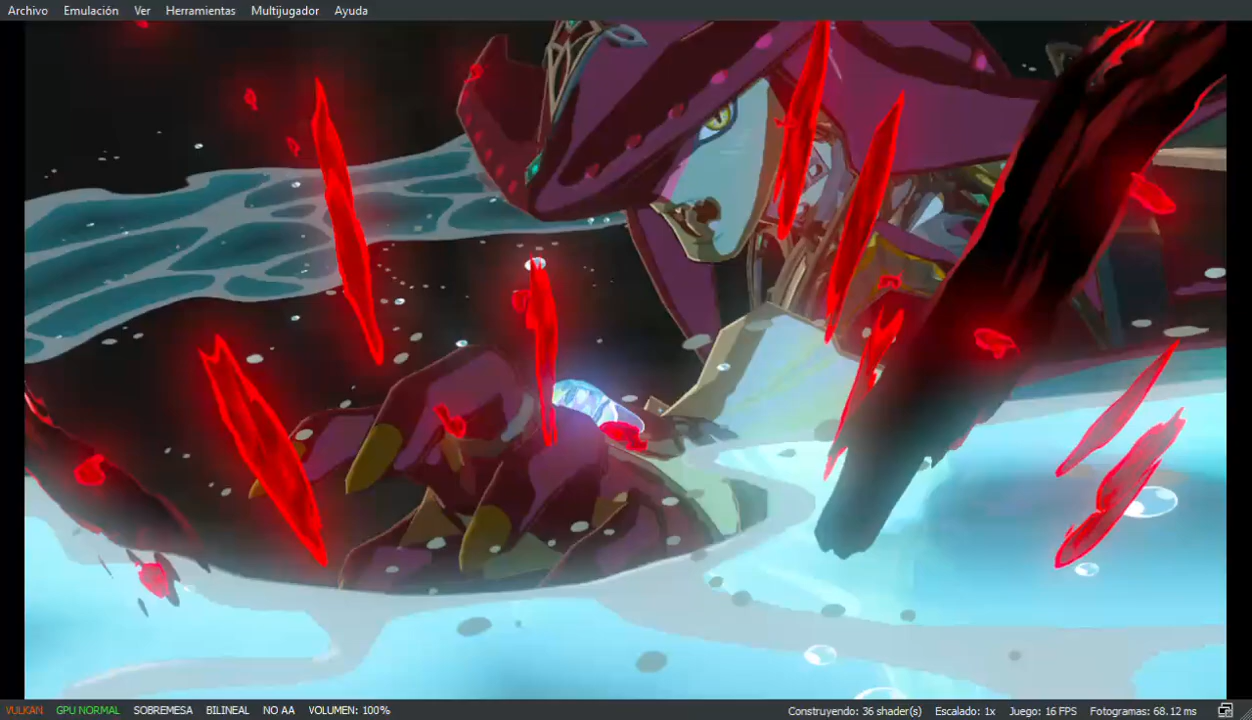 Archivo Emulación Ver Herramientas Multijugador Ayuda
VULKAN GPU NORMAL SOBREMESA BILINEAL NO AA VOLUMEN: 100% Construyendo: 36 shader(s) Escalado: 1x Juego: 16 FPS Fotogramas: 68.12 ms